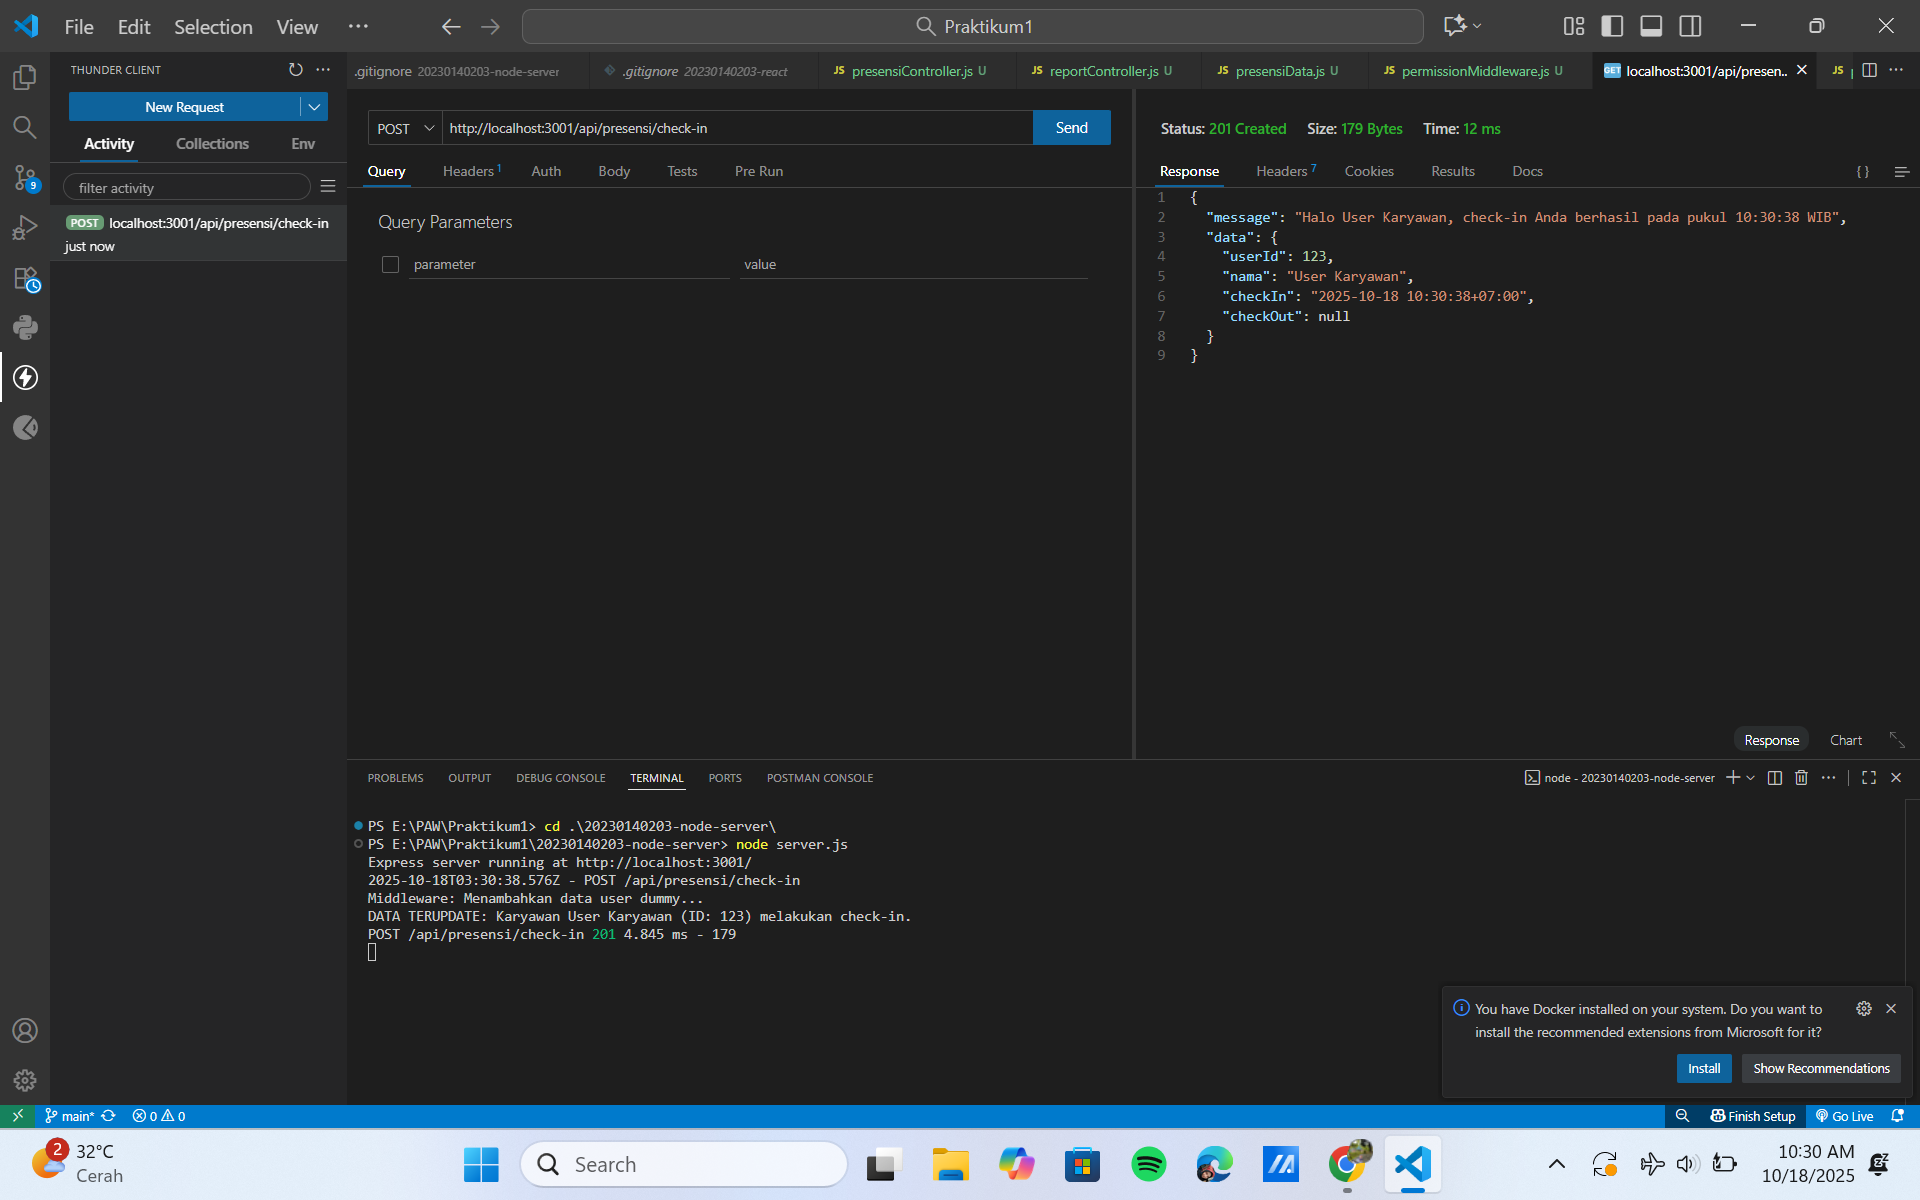 File Edit Selection View ···
Praktikum1
THUNDER CLIENT
New Request
Activity Collections Env
filter activity
POST localhost:3001/api/presensi/check-in
just now
9
.gitignore 20230140203-node-server
.gitignore 20230140203-react
JS presensiController.js U
JS reportController.js U
JS presensiData.js U
JS permissionMiddleware.js U
GET localhost:3001/api/presen..
JS
POST http://localhost:3001/api/presensi/check-in Send
Query Headers 1 Auth Body Tests Pre Run
Query Parameters
parameter value
Status: 201 Created Size: 179 Bytes Time: 12 ms
Response Headers 7 Cookies Results Docs {}
1 {
2 "message": "Halo User Karyawan, check-in Anda berhasil pada pukul 10:30:38 WIB",
3 "data": {
4 "userId": 123,
5 "nama": "User Karyawan",
6 "checkIn": "2025-10-18 10:30:38+07:00",
7 "checkOut": null
8 }
9 }
Response Chart
PROBLEMS OUTPUT DEBUG CONSOLE TERMINAL PORTS POSTMAN CONSOLE
node - 20230140203-node-server
PS E:\PAW\Praktikum1> cd .\20230140203-node-server\
PS E:\PAW\Praktikum1\20230140203-node-server> node server.js
Express server running at http://localhost:3001/
2025-10-18T03:30:38.576Z - POST /api/presensi/check-in
Middleware: Menambahkan data user dummy...
DATA TERUPDATE: Karyawan User Karyawan (ID: 123) melakukan check-in.
POST /api/presensi/check-in 201 4.845 ms - 179
You have Docker installed on your system. Do you want to
install the recommended extensions from Microsoft for it?
Install Show Recommendations
main* 0 0
Finish Setup Go Live
2 32°C
Cerah
Search
10:30 AM
10/18/2025